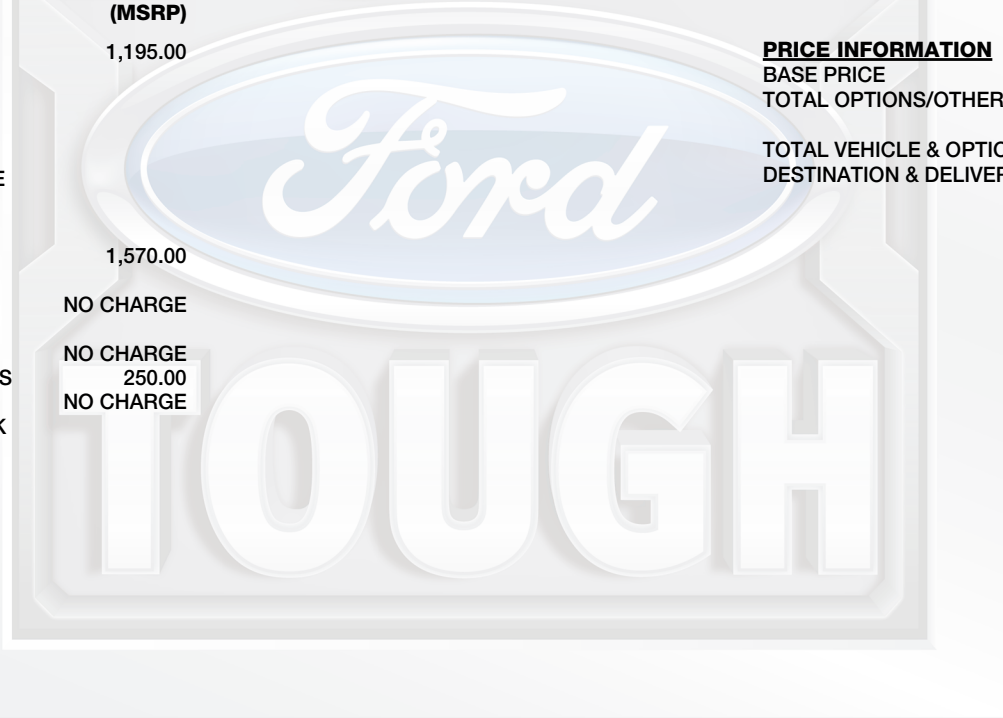 (MSRP)
1,195.00
E
1,570.00
NO CHARGE
NO CHARGE
S 250.00
NO CHARGE
K
PRICE INFORMATION
BASE PRICE
TOTAL OPTIONS/OTHER
TOTAL VEHICLE & OPTIO
DESTINATION & DELIVER
Ford
TOUGH